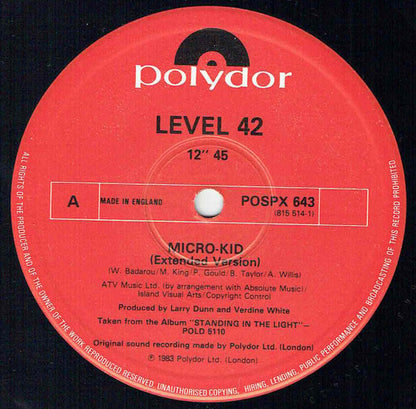 polydor
LEVEL 42
12" 45
A
MADE IN ENGLAND
POSPX 643
(815 514-1)
MICRO-KID
(Extended Version)
(W. Badarou/M. King/P. Gould/B. Taylor/A. Willis)
ATV Music Ltd. (by arrangement with Absolute Music)/
Island Visual Arts/Copyright Control
Produced by Larry Dunn and Verdine White
Taken from the Album "STANDING IN THE LIGHT"–
POLD 5110
Original sound recording made by Polydor Ltd. (London)
℗ 1983 Polydor Ltd. (London)
ALL RIGHTS OF THE PRODUCER AND OF THE OWNER OF THE WORK REPRODUCED RESERVED. UNAUTHORISED COPYING, HIRING, LENDING, PUBLIC PERFORMANCE AND BROADCASTING OF THIS RECORD PROHIBITED.